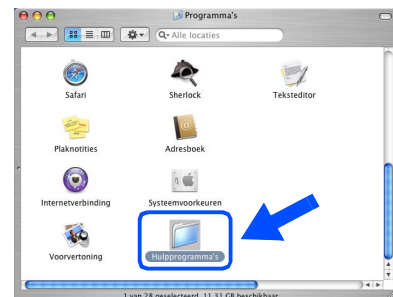 Programma's
Alle locaties
Safari
Sherlock
Teksteditor
Plaknotities
Adresboek
Internetverbinding
Systeemvoorkeuren
Voorvertoning
Hulpprogramma's
1 van 28 geselecteerd, 11,31 GB beschikbaar